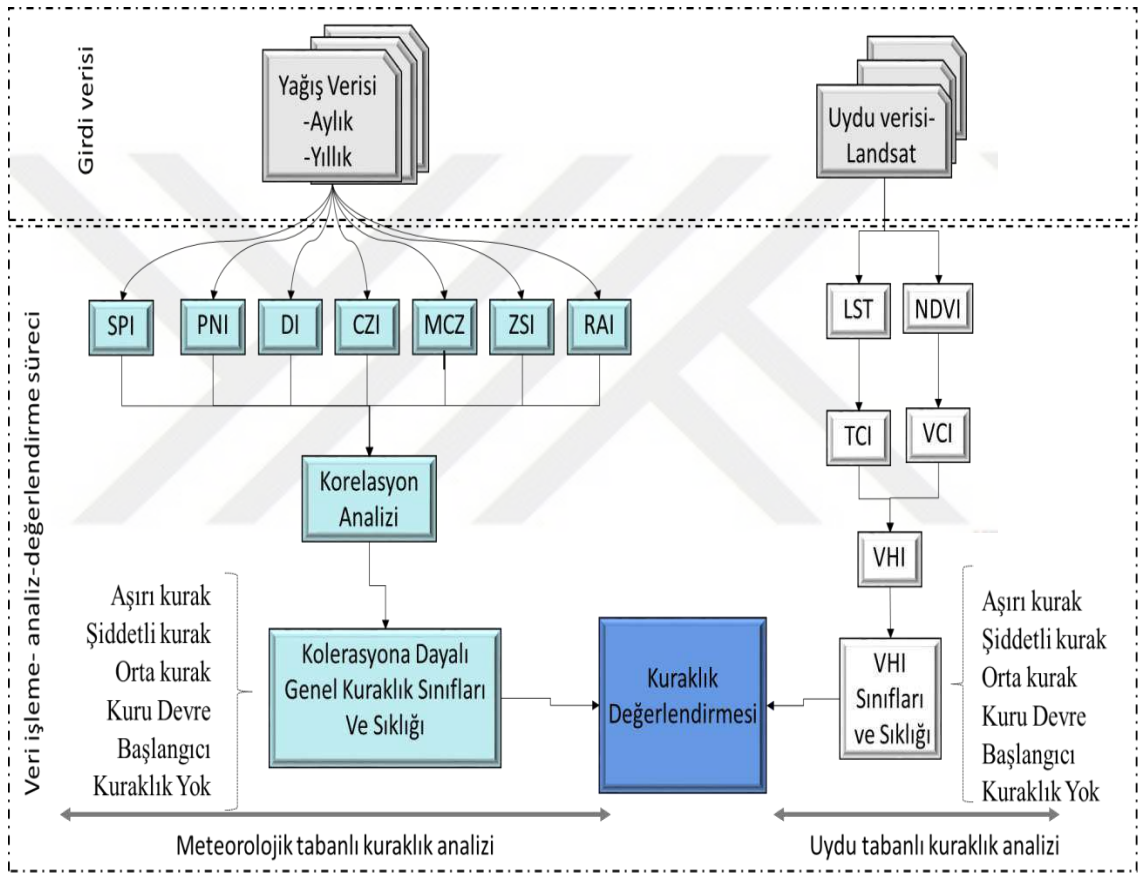 Girdi verisi
Yağış Verisi
-Aylık
-Yıllık
Uydu verisi-
Landsat
Veri işleme- analiz-değerlendirme süreci
SPI
PNI
DI
CZI
MCZ
ZSI
RAI
LST
NDVI
TCI
VCI
Korelasyon
Analizi
VHI
Aşırı kurak
Şiddetli kurak
Orta kurak
Kuru Devre
Başlangıcı
Kuraklık Yok
Kolerasyona Dayalı
Genel Kuraklık Sınıfları
Ve Sıklığı
Kuraklık
Değerlendirmesi
VHI
Sınıfları
ve Sıklığı
Aşırı kurak
Şiddetli kurak
Orta kurak
Kuru Devre
Başlangıcı
Kuraklık Yok
Meteorolojik tabanlı kuraklık analizi
Uydu tabanlı kuraklık analizi